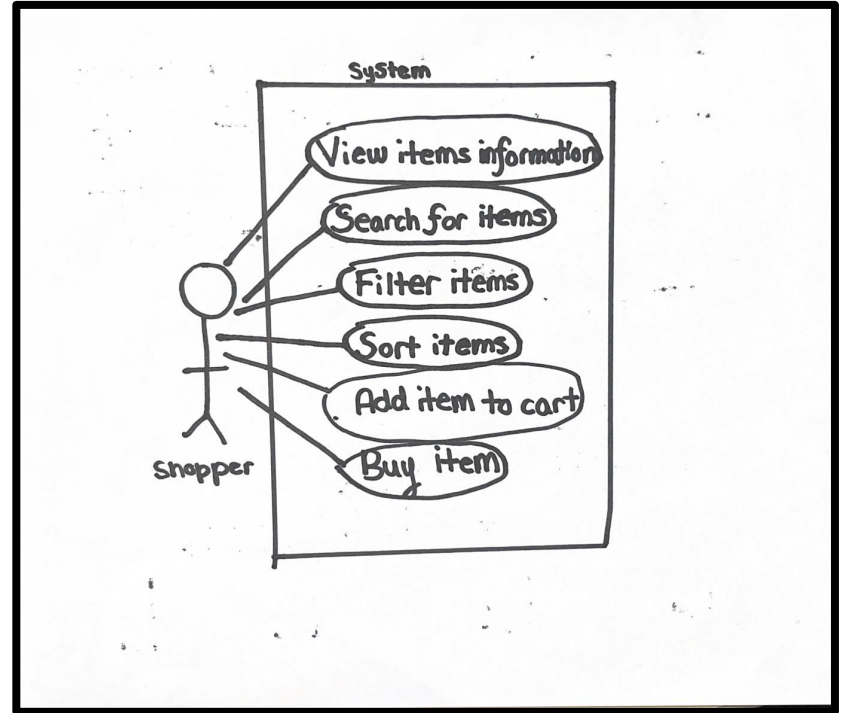 System
View items information
Search for items
Filter items
Sort items
Add item to cart
Buy item
Shopper